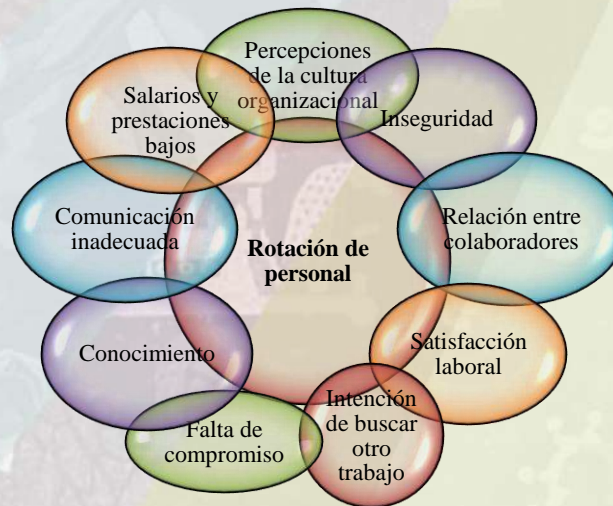 Percepciones
de la cultura
organizacional
Inseguridad
Relación entre
colaboradores
Satisfacción
laboral
Intención
de buscar
otro
trabajo
Falta de
compromiso
Conocimiento
Comunicación
inadecuada
Salarios y
prestaciones
bajos
Rotación de
personal